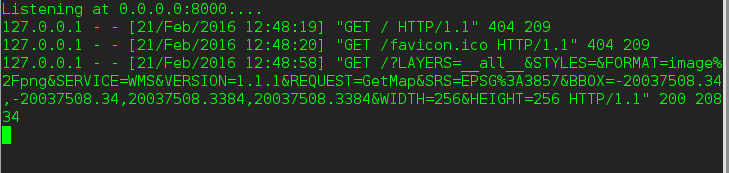 Listening at 0.0.0.0:8000....
127.0.0.1 - - [21/Feb/2016 12:48:19] "GET / HTTP/1.1" 404 209
127.0.0.1 - - [21/Feb/2016 12:48:20] "GET /favicon.ico HTTP/1.1" 404 209
127.0.0.1 - - [21/Feb/2016 12:48:58] "GET /?LAYERS=__all__&STYLES=&FORMAT=image%
2Fpng&SERVICE=WMS&VERSION=1.1.1&REQUEST=GetMap&SRS=EPSG%3A3857&BBOX=-20037508.34
,-20037508.34,20037508.3384,20037508.3384&WIDTH=256&HEIGHT=256 HTTP/1.1" 200 208
34